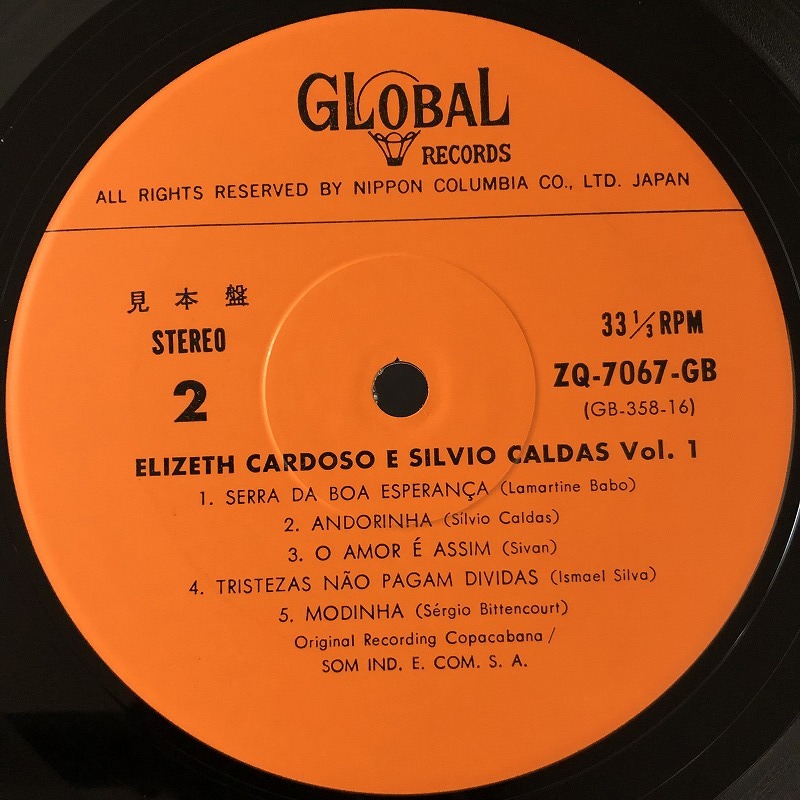 GLOBAL
RECORDS
ALL RIGHTS RESERVED BY NIPPON COLUMBIA CO., LTD. JAPAN
見本盤
STEREO
2
33 1/3 RPM
ZQ-7067-GB
(GB-358-16)
ELIZETH CARDOSO E SILVIO CALDAS Vol. 1
1. SERRA DA BOA ESPERANÇA (Lamartine Babo)
2. ANDORINHA (Sílvio Caldas)
3. O AMOR É ASSIM (Sivan)
4. TRISTEZAS NÃO PAGAM DIVIDAS (Ismael Silva)
5. MODINHA (Sérgio Bittencourt)
Original Recording Copacabana /
SOM IND. E. COM. S. A.